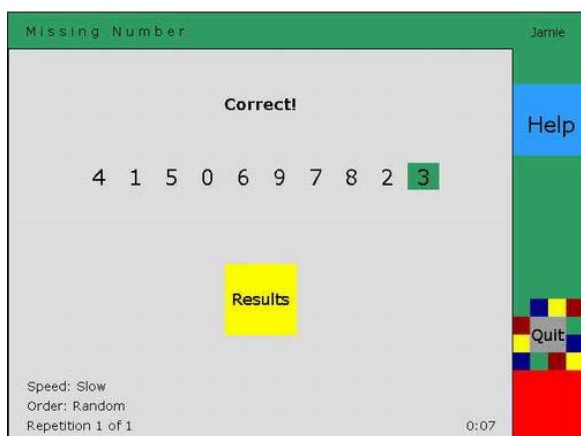 Missing Number
Jamie
Correct!
Help
4 1 5 0 6 9 7 8 2 3
Results
Quit
Speed: Slow
Order: Random
Repetition 1 of 1
0:07